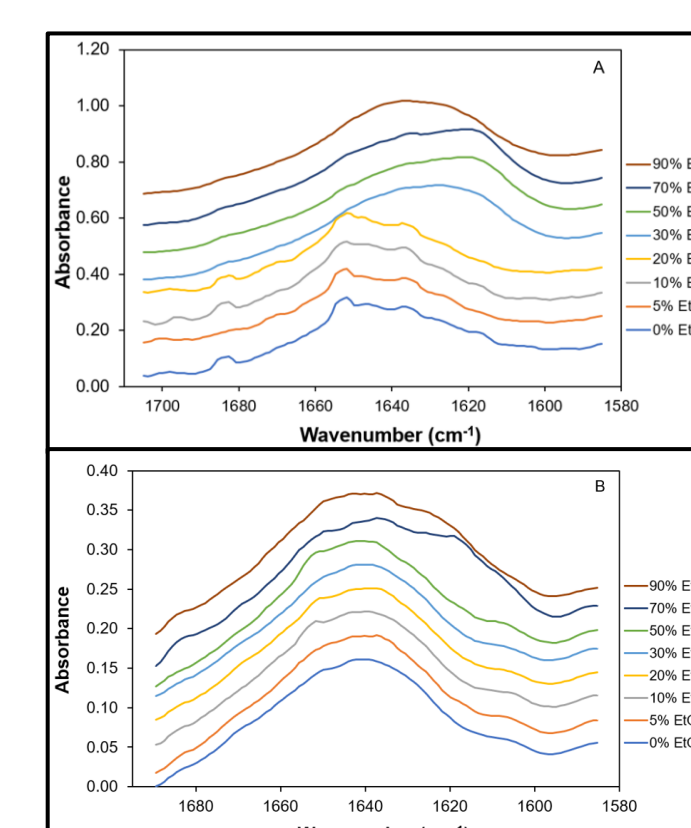 1.20
A
1.00
0.80
0.60
0.40
0.20
0.00
Absorbance
1700 1680 1660 1640 1620 1600 1580
Wavenumber (cm-1)
90% E
70% E
50% E
30% E
20% E
10% E
5% Et
0% Et
0.40
B
0.35
0.30
0.25
0.20
0.15
0.10
0.05
0.00
Absorbance
1680 1660 1640 1620 1600 1580
90% E
70% E
50% E
30% E
20% E
10% E
5% Et
0% Et